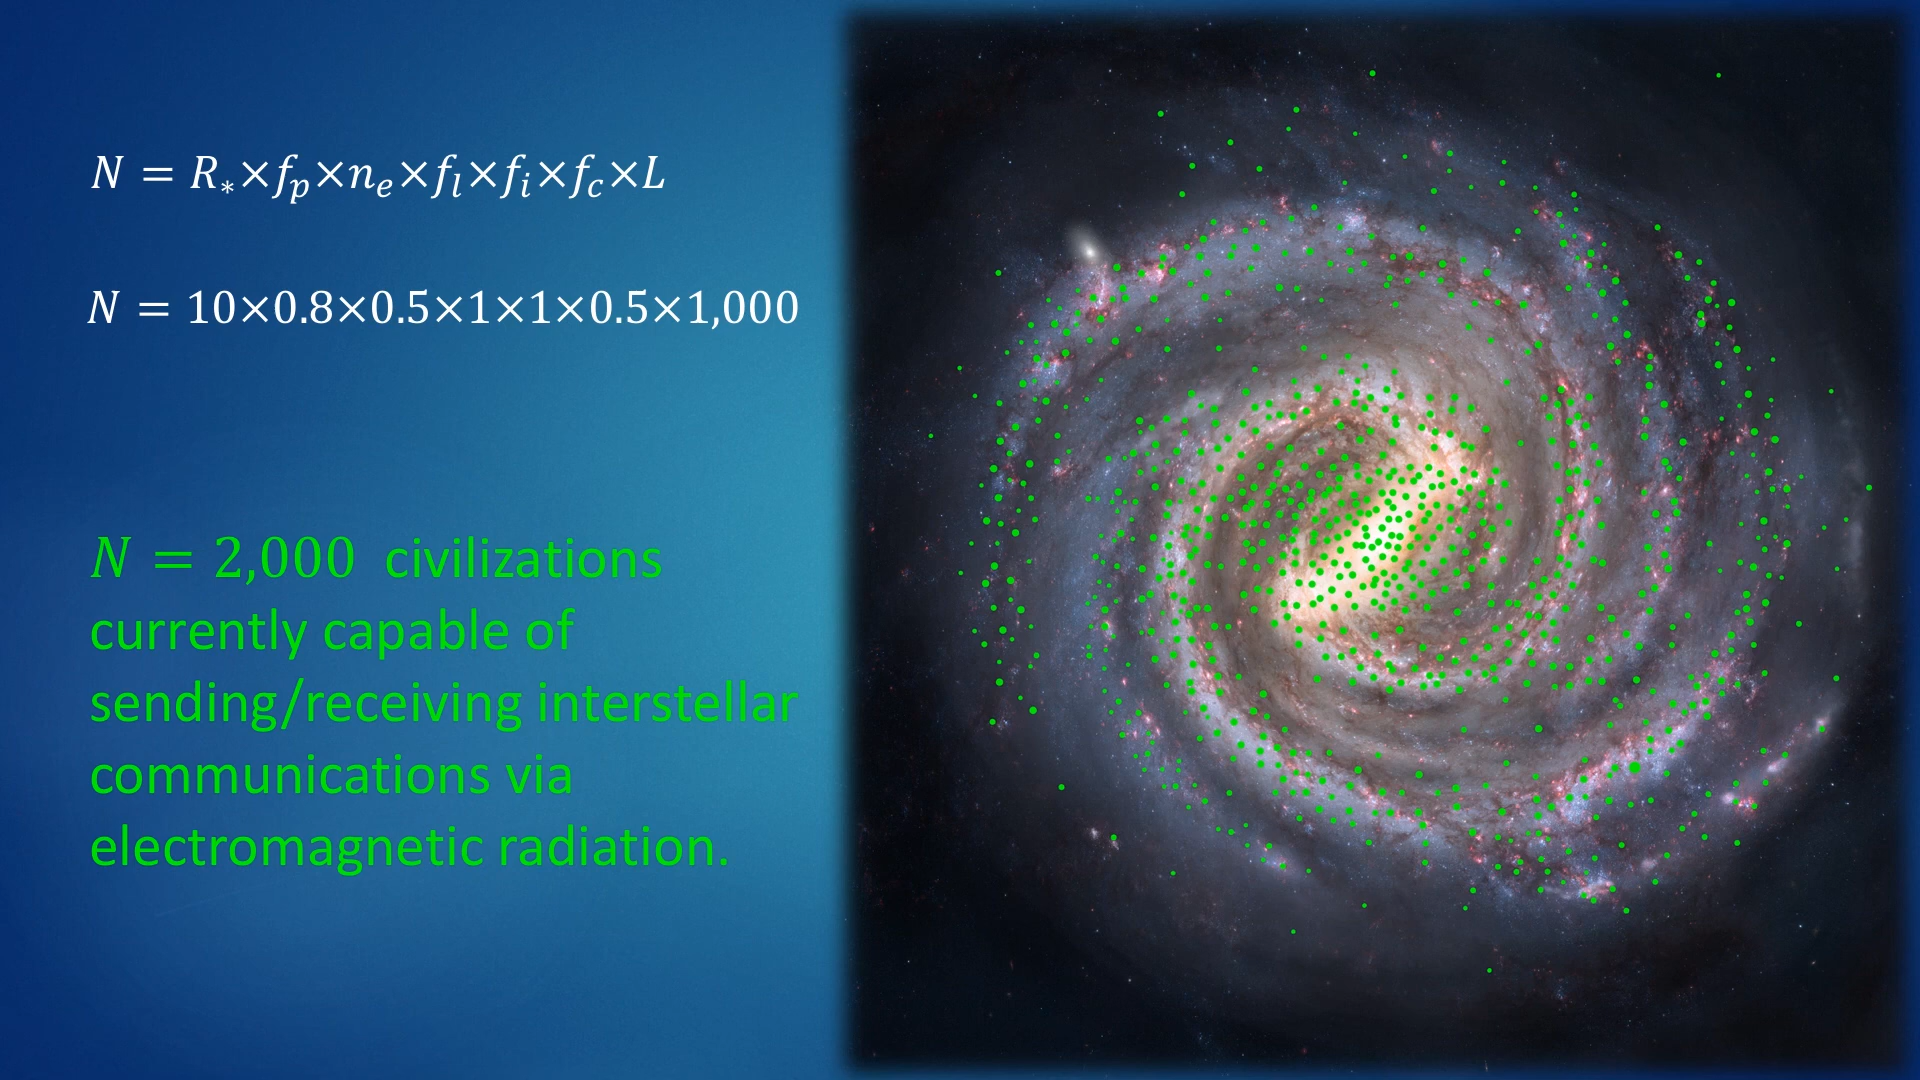 N = R* × fp × ne × fl × fi × fc × L
N = 10×0.8×0.5×1×1×0.5×1,000
N = 2,000 civilizations
currently capable of
sending/receiving interstellar
communications via
electromagnetic radiation.